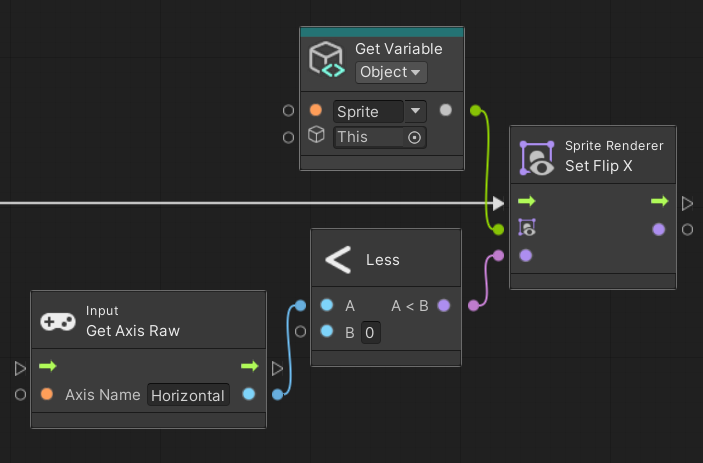 Get Variable
Object
Sprite
This
Sprite Renderer
Set Flip X
Less
A A < B
B 0
Input
Get Axis Raw
Axis Name Horizontal